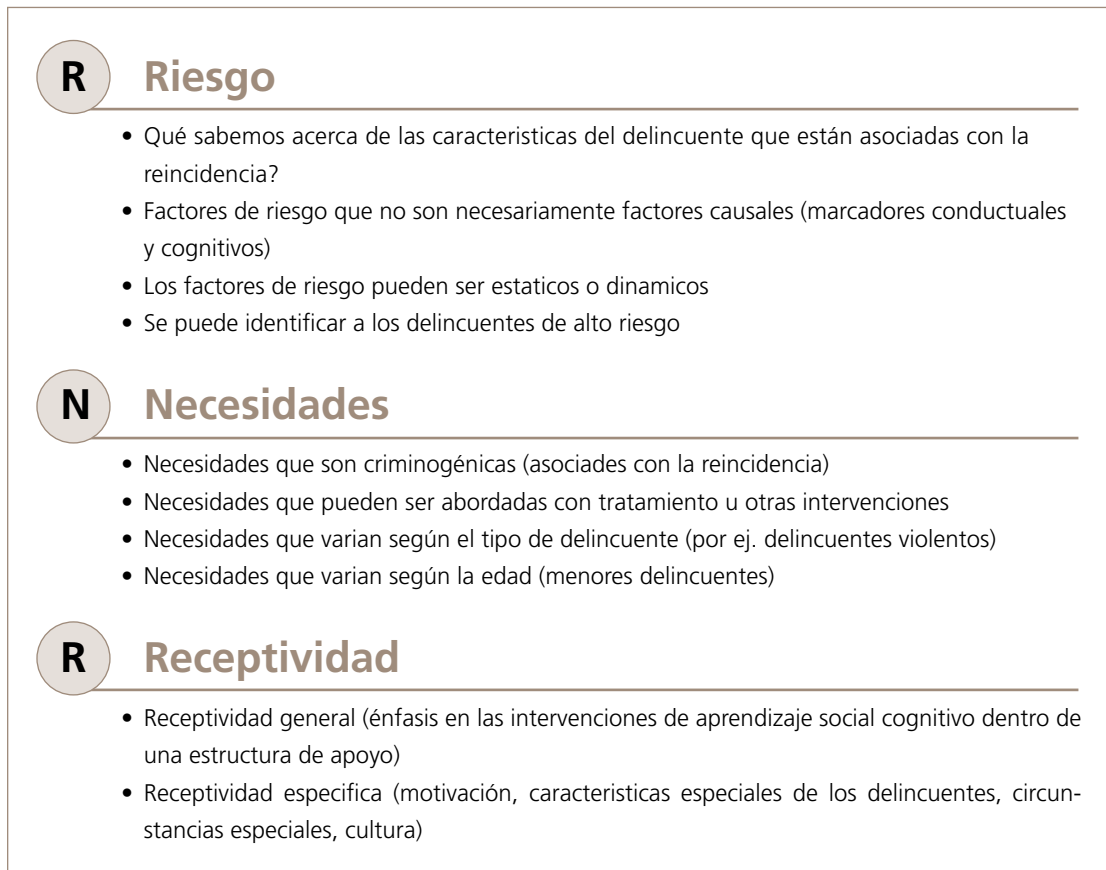 R Riesgo
• Qué sabemos acerca de las caracteristicas del delincuente que están asociadas con la
reincidencia?
• Factores de riesgo que no son necesariamente factores causales (marcadores conductuales
y cognitivos)
• Los factores de riesgo pueden ser estaticos o dinamicos
• Se puede identificar a los delincuentes de alto riesgo
N Necesidades
• Necesidades que son criminogénicas (asociades con la reincidencia)
• Necesidades que pueden ser abordadas con tratamiento u otras intervenciones
• Necesidades que varian según el tipo de delincuente (por ej. delincuentes violentos)
• Necesidades que varian según la edad (menores delincuentes)
R Receptividad
• Receptividad general (énfasis en las intervenciones de aprendizaje social cognitivo dentro de
una estructura de apoyo)
• Receptividad especifica (motivación, caracteristicas especiales de los delincuentes, circun-
stancias especiales, cultura)